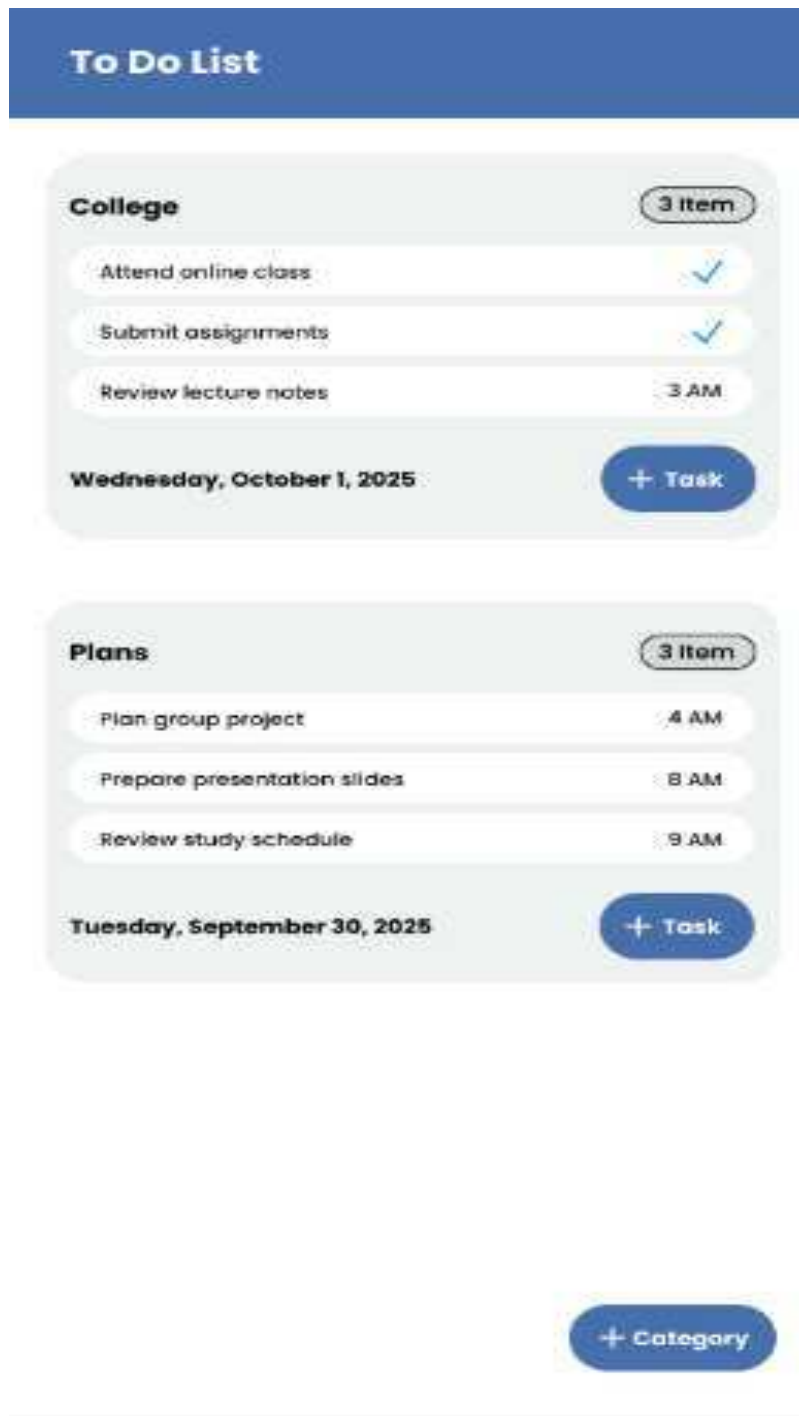 To Do List
College 3 Item
Attend online class
Submit assignments
Review lecture notes 3 AM
Wednesday, October 1, 2025 + Task
Plans 3 Item
Plan group project 4 AM
Prepare presentation slides 8 AM
Review study schedule 9 AM
Tuesday, September 30, 2025 + Task
+ Category